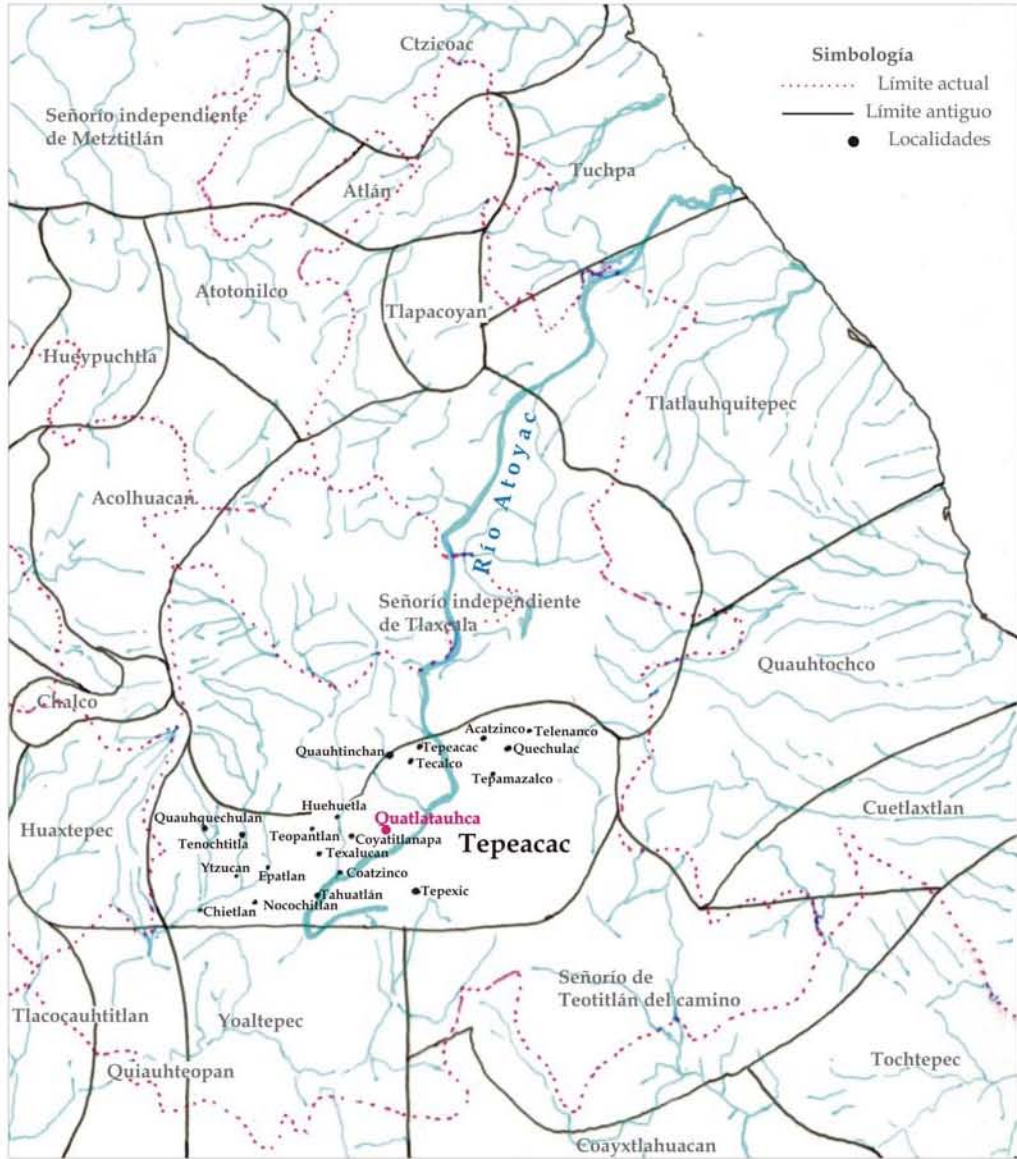 Ctzicoac
Simbología
Límite actual
Límite antiguo
Localidades
Señorío independiente
de Metztitlán
Tuchpa
Atlán
Atotonilco
Tlapacoyan
Hueypuchtla
Tlatlauhquitepec
Río Atoyac
Acolhuacan
Señorío independiente
de Tlaxcala
Quauhtochco
Chalco
Acatzinco
Telenanco
Quauhtinchan
Tepeacac
Quechulac
Tecalco
Tepamazalco
Huehuetla
Cuetlaxtlan
Quauhquechulan
Quatlatauhca
Huaxtepec
Teopantlan
Coyatitlanapa
Tenochtitla
Tepeacac
Texalucan
Ytzucan
Epatlan
Coatzinco
Tahuatlán
Tepexic
Chietlan
Nocochitlan
Señorío de
Teotitlán del camino
Tlacoçauhtitlan
Yoaltepec
Tochtepec
Quiauhteopan
Coayxtlahuacan